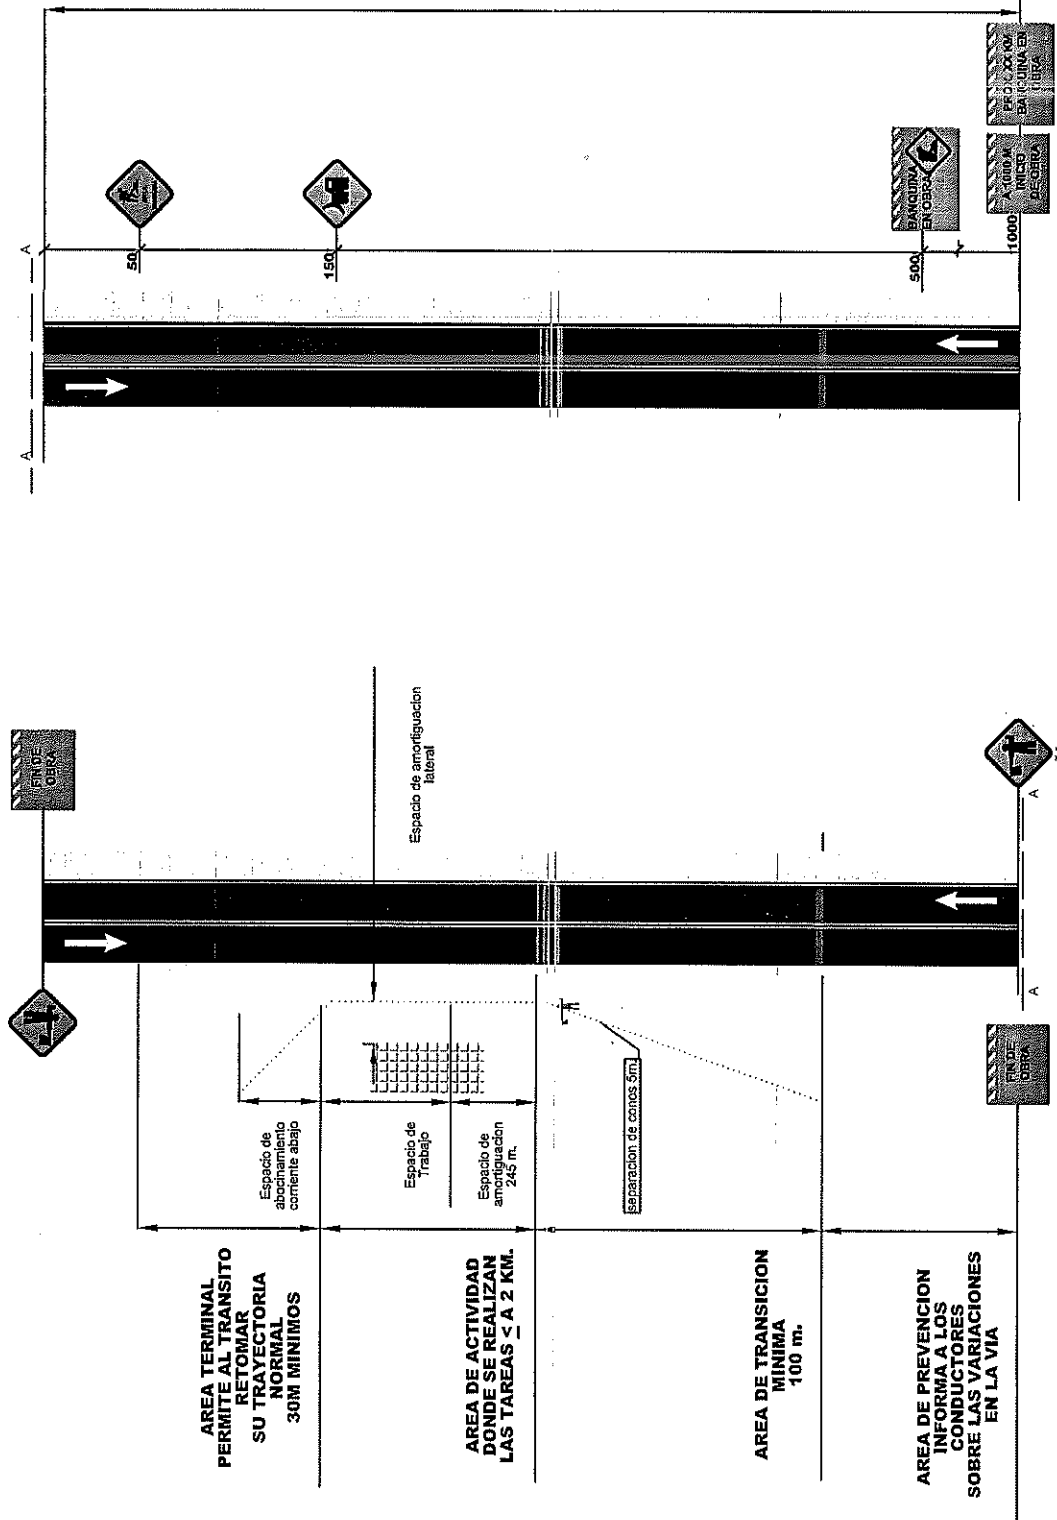 A
A
50
150
500
1000
BANQUINA
EN OBRA
A 1000 M
INICIO
DE OBRA
BANQUINA EN
OBRA
FIN DE
OBRA
Espacio de amortiguacion
lateral
Espacio de
abocinamiento
corriente abajo
Espacio de
Trabajo
Espacio de
amortiguacion
245 m.
separacion de conos 5m.
A
A
FIN DE
OBRA
AREA TERMINAL
PERMITE AL TRANSITO
RETOMAR
SU TRAYECTORIA
NORMAL
30M MINIMOS
AREA DE ACTIVIDAD
DONDE SE REALIZAN
LAS TAREAS < A 2 KM.
AREA DE TRANSICION
MINIMA
100 m.
AREA DE PREVENCION
INFORMA A LOS
CONDUCTORES
SOBRE LAS VARIACIONES
EN LA VIA